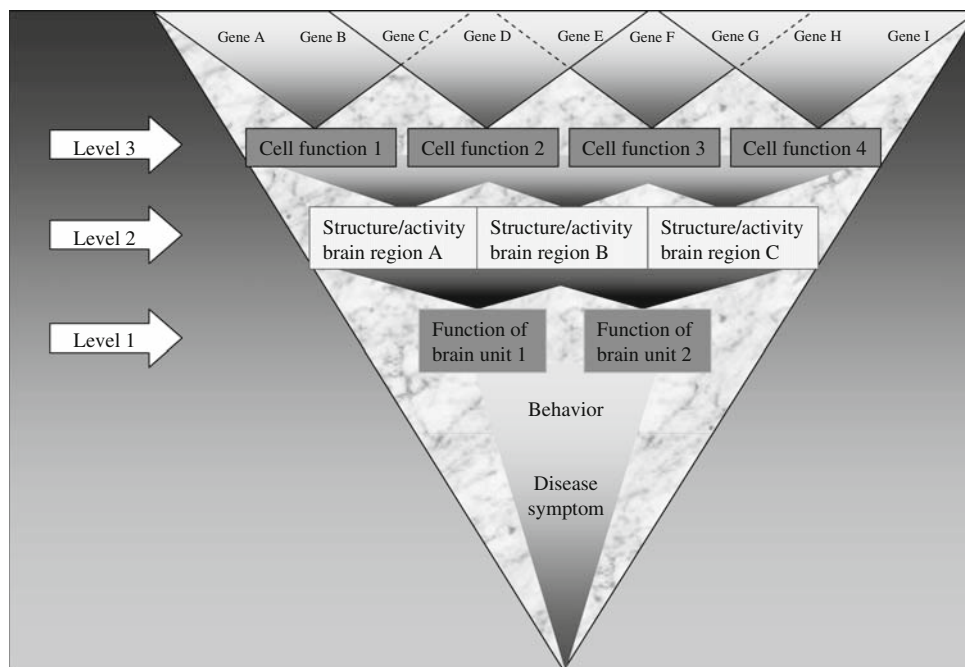 Gene A Gene B Gene C Gene D Gene E Gene F Gene G Gene H Gene I
Level 3
Cell function 1 Cell function 2 Cell function 3 Cell function 4
Level 2
Structure/activity
brain region A
Structure/activity
brain region B
Structure/activity
brain region C
Level 1
Function of
brain unit 1
Function of
brain unit 2
Behavior
Disease
symptom